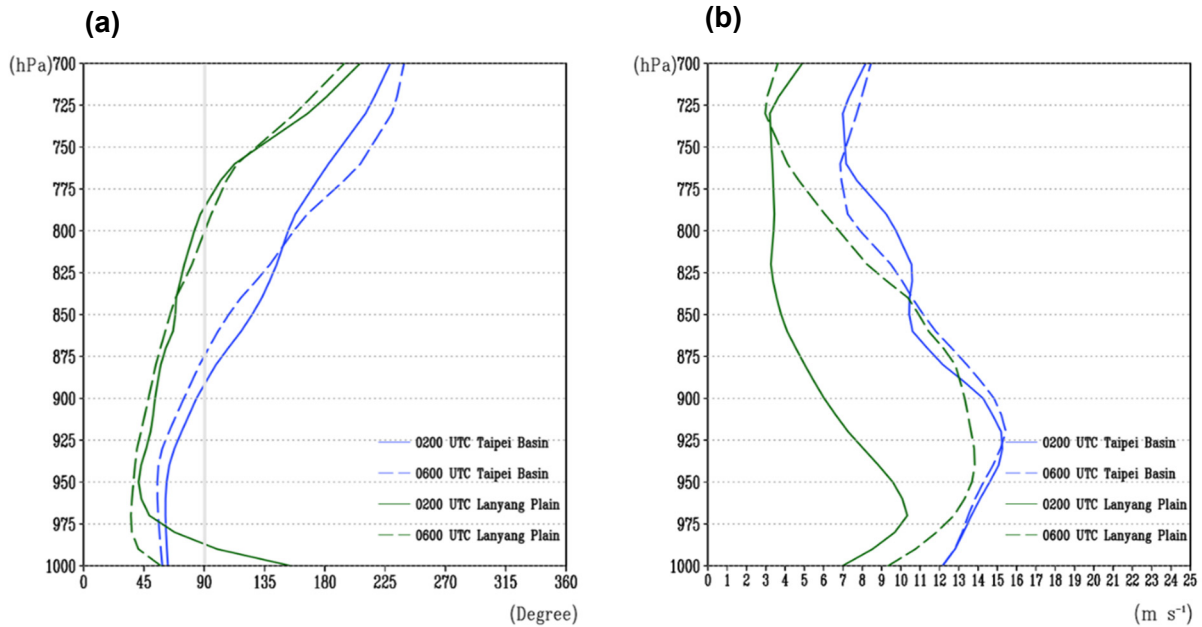 (a)
(hPa)700
725
750
775
800
825
850
875
900
925
950
975
1000
0 45 90 135 180 225 270 315 360
(Degree)
0200 UTC Taipei Basin
0600 UTC Taipei Basin
0200 UTC Lanyang Plain
0600 UTC Lanyang Plain
(b)
(hPa)700
725
750
775
800
825
850
875
900
925
950
975
1000
0 1 2 3 4 5 6 7 8 9 10 11 12 13 14 15 16 17 18 19 20 21 22 23 24 25
(m s⁻¹)
0200 UTC Taipei Basin
0600 UTC Taipei Basin
0200 UTC Lanyang Plain
0600 UTC Lanyang Plain